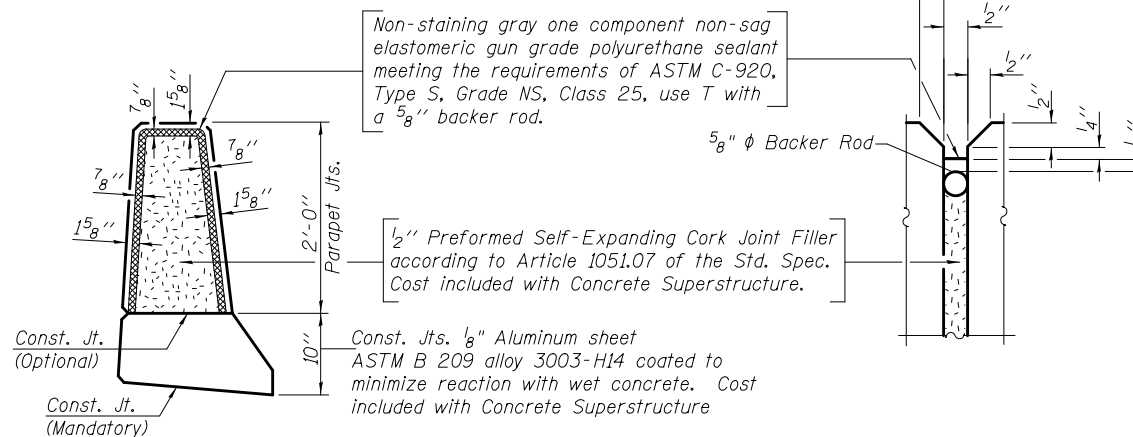 Non-staining gray one component non-sag
elastomeric gun grade polyurethane sealant
meeting the requirements of ASTM C-920,
Type S, Grade NS, Class 25, use T with
a 5/8" backer rod.
7/8"
1 5/8"
7/8"
7/8"
1 5/8"
1 5/8"
2'-0"
Parapet Jts.
10"
1/2" Preformed Self-Expanding Cork Joint Filler
according to Article 1051.07 of the Std. Spec.
Cost included with Concrete Superstructure.
Const. Jt.
(Optional)
Const. Jts. 1/8" Aluminum sheet
ASTM B 209 alloy 3003-H14 coated to
minimize reaction with wet concrete. Cost
included with Concrete Superstructure
Const. Jt.
(Mandatory)
1/2"
1/2"
1/2"
1/4"
5/8" φ Backer Rod